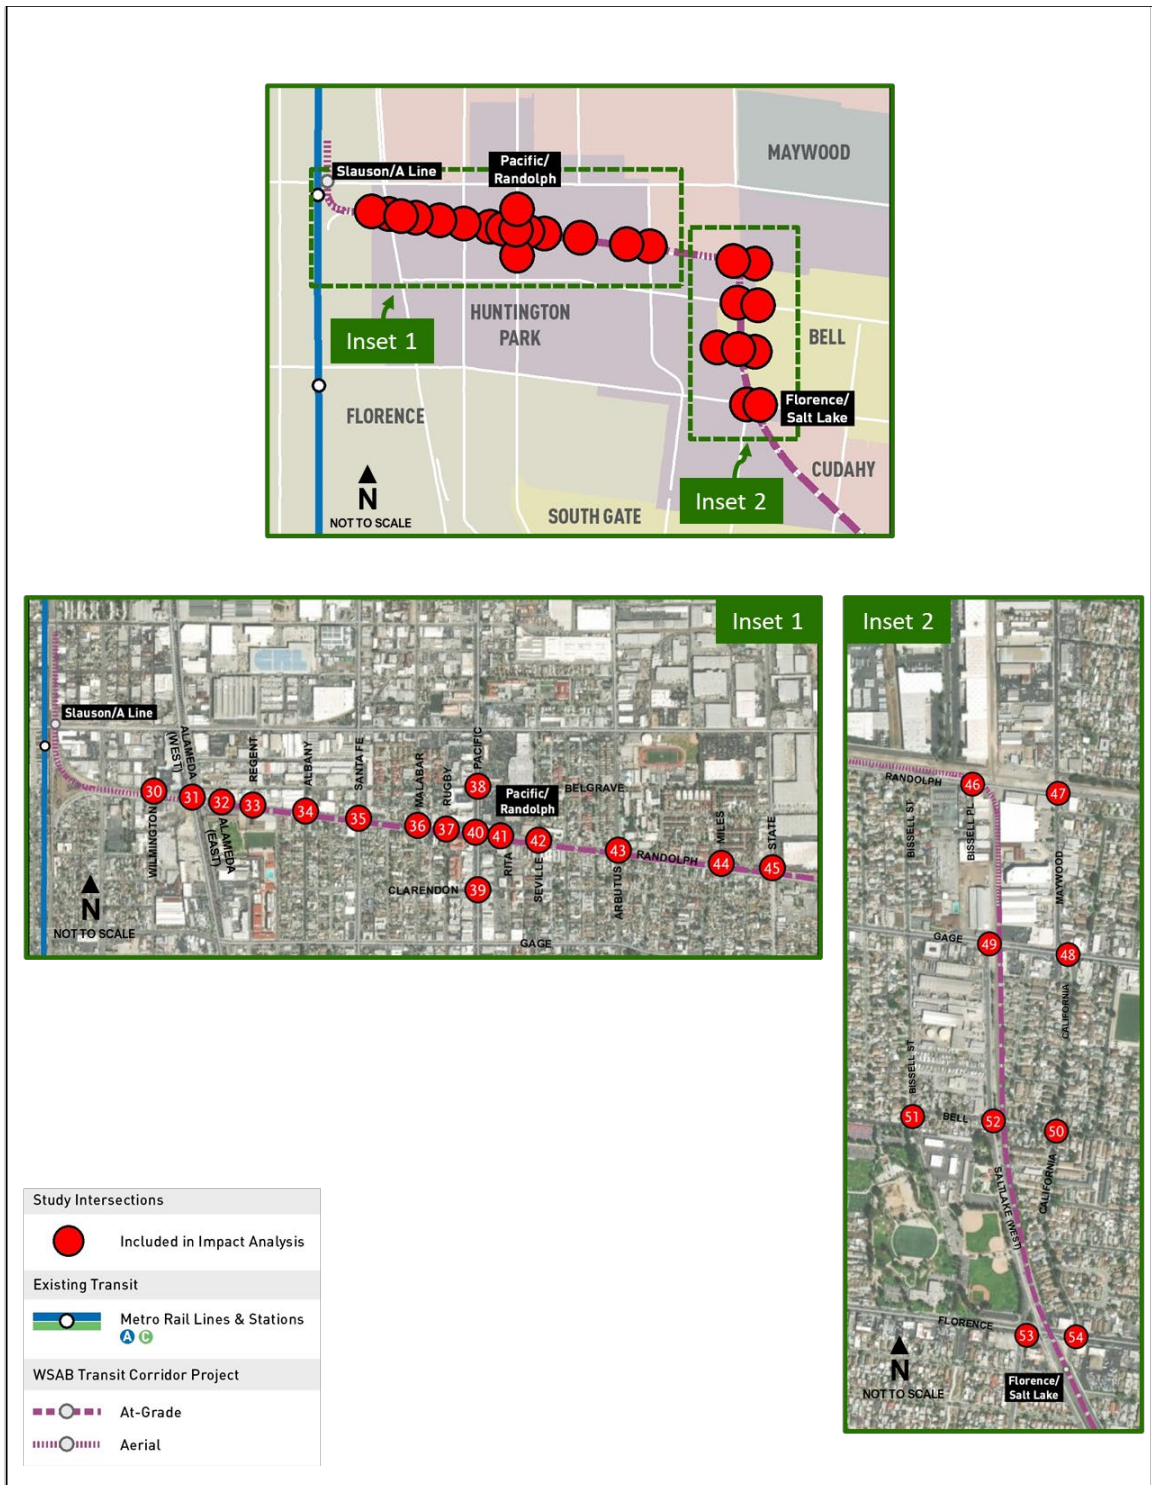 MAYWOOD
Pacific/
Randolph
Slauson/A Line
HUNTINGTON
PARK
Inset 1
BELL
FLORENCE
Florence/
Salt Lake
CUDAHY
N
NOT TO SCALE
SOUTH GATE
Inset 2
Inset 1
Slauson/A Line
ALAMEDA
(WEST)
REGENT
ALBANY
SANTA FE
MALABAR
RUGBY
PACIFIC
38
Pacific/
Randolph
BELGRAVE
30
31
32
33
34
35
36
37
40
41
42
43
RANDOLPH
44
45
MILES
STATE
WILMINGTON
ALAMEDA
(EAST)
RITA
SEVILLE
ARBUTUS
CLARENDON
39
N
NOT TO SCALE
GAGE
Inset 2
RANDOLPH
46
47
BISSELL ST
BISSELL PL
MAYWOOD
GAGE
49
48
CALIFORNIA
BISSELL ST
51
BELL
52
50
CALIFORNIA
SALTLAKE (WEST)
FLORENCE
53
54
N
NOT TO SCALE
Florence/
Salt Lake
Study Intersections
Included in Impact Analysis
Existing Transit
Metro Rail Lines & Stations
A C
WSAB Transit Corridor Project
At-Grade
Aerial